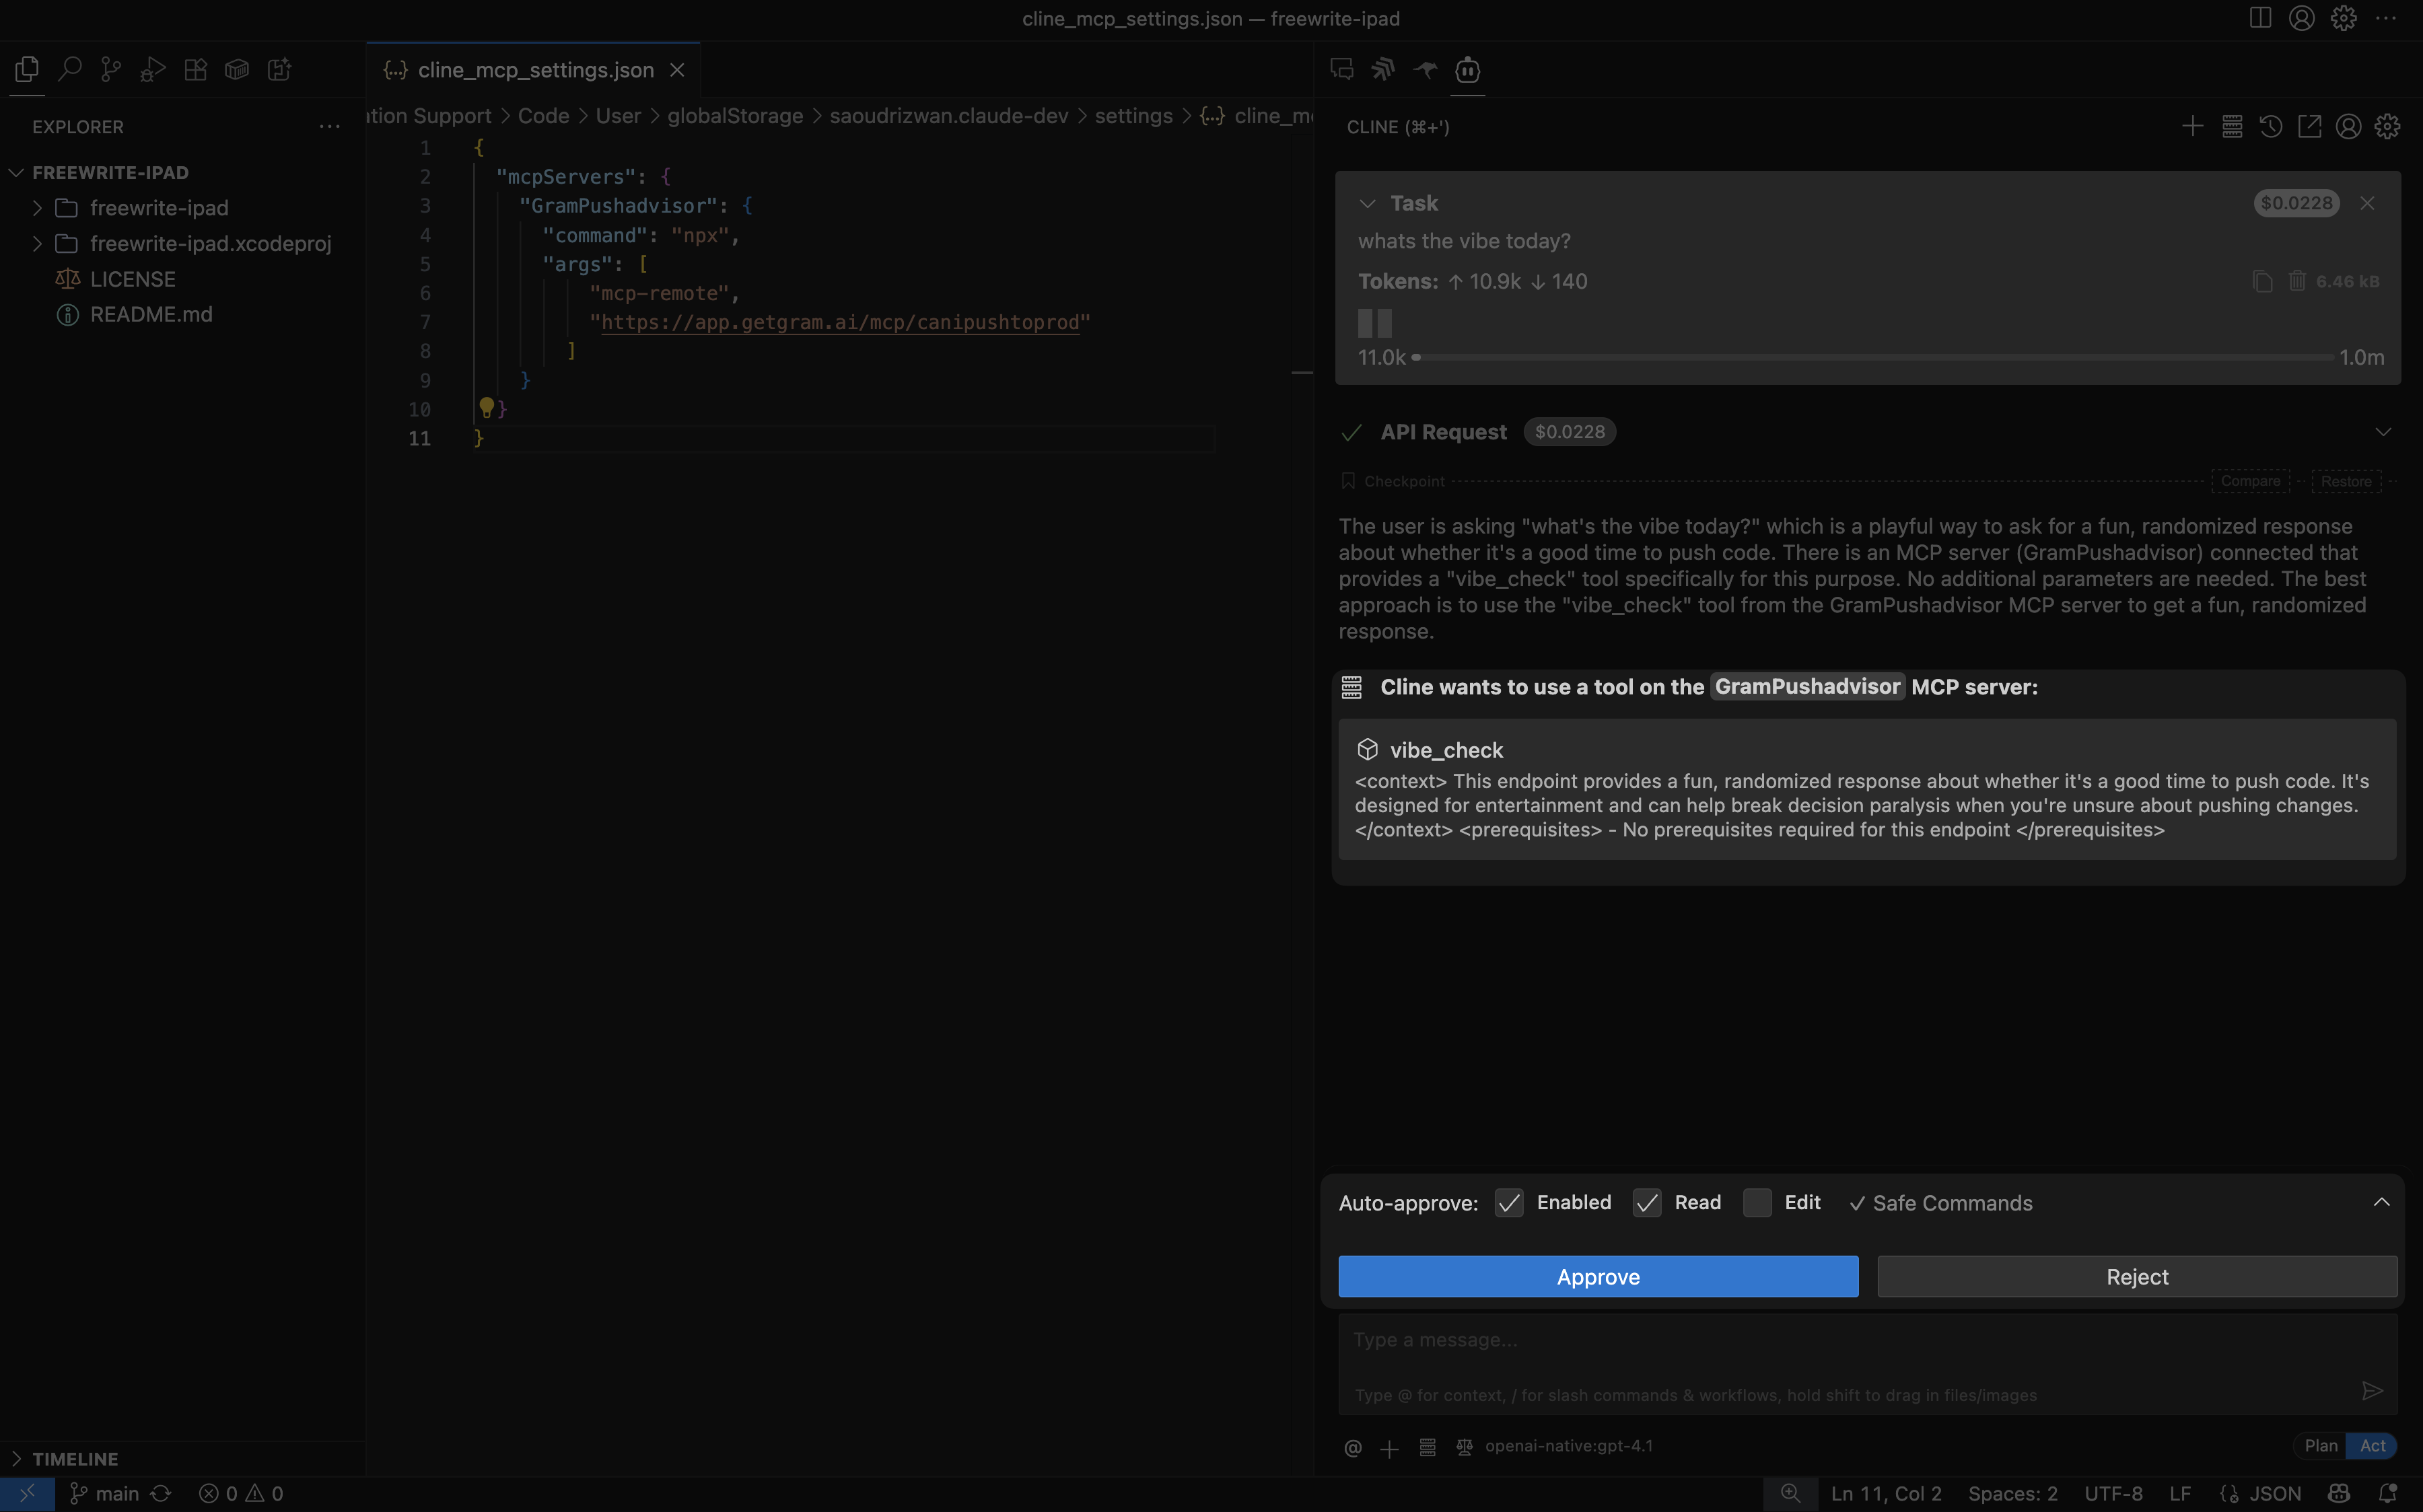 cline_mcp_settings.json — freewrite-ipad
EXPLORER
FREEWRITE-IPAD
freewrite-ipad
freewrite-ipad.xcodeproj
LICENSE
README.md
TIMELINE
cline_mcp_settings.json
ation Support > Code > User > globalStorage > saoudrizwan.claude-dev > settings > {...} cline_m
1 {
2 "mcpServers": {
3 "GramPushadvisor": {
4 "command": "npx",
5 "args": [
6 "mcp-remote",
7 "https://app.getgram.ai/mcp/canipushtoprod"
8 ]
9 }
10 }
11 }
CLINE (⌘+')
Task $0.0228
whats the vibe today?
Tokens: ↑ 10.9k ↓ 140 6.46 kB
11.0k 1.0m
API Request $0.0228
Checkpoint Compare Restore
The user is asking "what's the vibe today?" which is a playful way to ask for a fun, randomized response
about whether it's a good time to push code. There is an MCP server (GramPushadvisor) connected that
provides a "vibe_check" tool specifically for this purpose. No additional parameters are needed. The best
approach is to use the "vibe_check" tool from the GramPushadvisor MCP server to get a fun, randomized
response.
Cline wants to use a tool on the GramPushadvisor MCP server:
vibe_check
<context> This endpoint provides a fun, randomized response about whether it's a good time to push code. It's
designed for entertainment and can help break decision paralysis when you're unsure about pushing changes.
</context> <prerequisites> - No prerequisites required for this endpoint </prerequisites>
Auto-approve: Enabled Read Edit ✓ Safe Commands
Approve Reject
Type a message...
Type @ for context, / for slash commands & workflows, hold shift to drag in files/images
@ + openai-native:gpt-4.1 Plan Act
main 0 0 Ln 11, Col 2 Spaces: 2 UTF-8 LF JSON